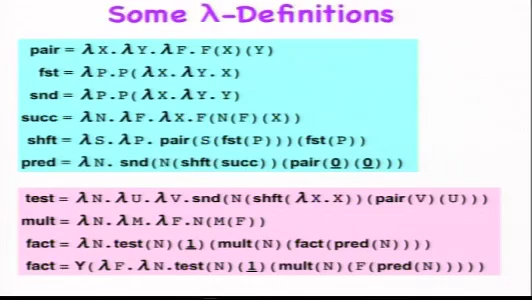 Some λ-Definitions
pair = λX.λY.λF.F(X)(Y)
fst = λP.P(λX.λY.X)
snd = λP.P(λX.λY.Y)
succ = λN.λF.λX.F(N(F)(X))
shft = λS.λP. pair(S(fst(P)))(fst(P))
pred = λN. snd(N(shft(succ))(pair(0)(0)))
test = λN.λU.λV.snd(N(shft(λX.X))(pair(V)(U)))
mult = λN.λM.λF.N(M(F))
fact = λN.test(N)(1)(mult(N)(fact(pred(N))))
fact = Y(λF.λN.test(N)(1)(mult(N)(F(pred(N)))))